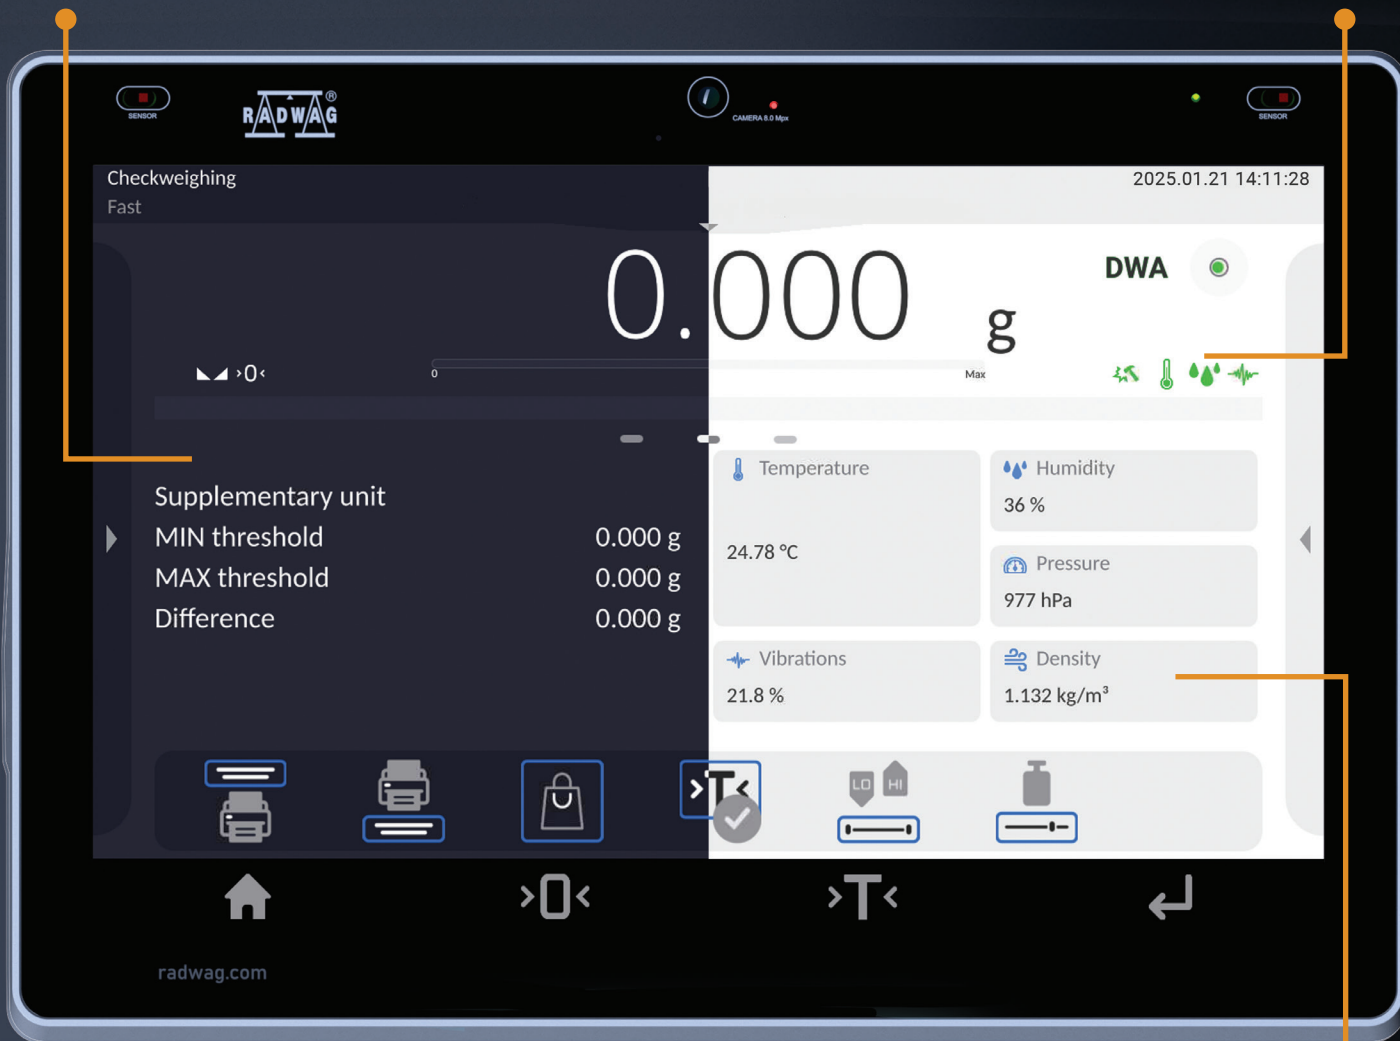 SENSOR
RADWAG®
CAMERA 8.0 Mpx
SENSOR
Checkweighing
2025.01.21 14:11:28
Fast
0.000 g
DWA
>0<
0
Max
Supplementary unit
MIN threshold 0.000 g
MAX threshold 0.000 g
Difference 0.000 g
Temperature
24.78 °C
Humidity
36 %
Pressure
977 hPa
Vibrations
21.8 %
Density
1.132 kg/m³
>T<
LO HI
>0<
>T<
radwag.com